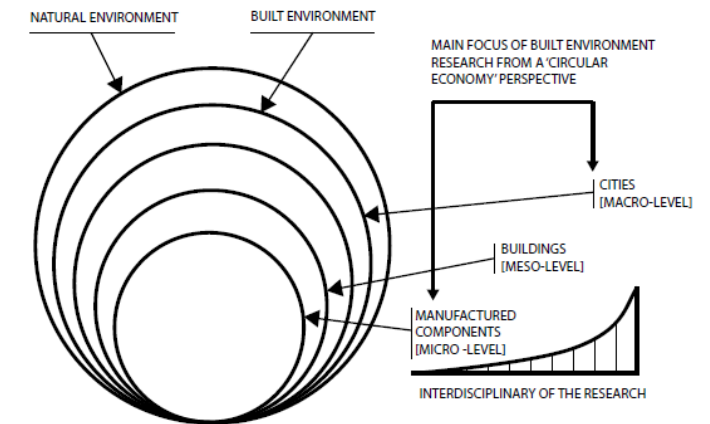 NATURAL ENVIRONMENT
BUILT ENVIRONMENT
MAIN FOCUS OF BUILT ENVIRONMENT
RESEARCH FROM A 'CIRCULAR
ECONOMY' PERSPECTIVE
CITIES
[MACRO-LEVEL]
BUILDINGS
[MESO-LEVEL]
MANUFACTURED
COMPONENTS
[MICRO -LEVEL]
INTERDISCIPLINARY OF THE RESEARCH